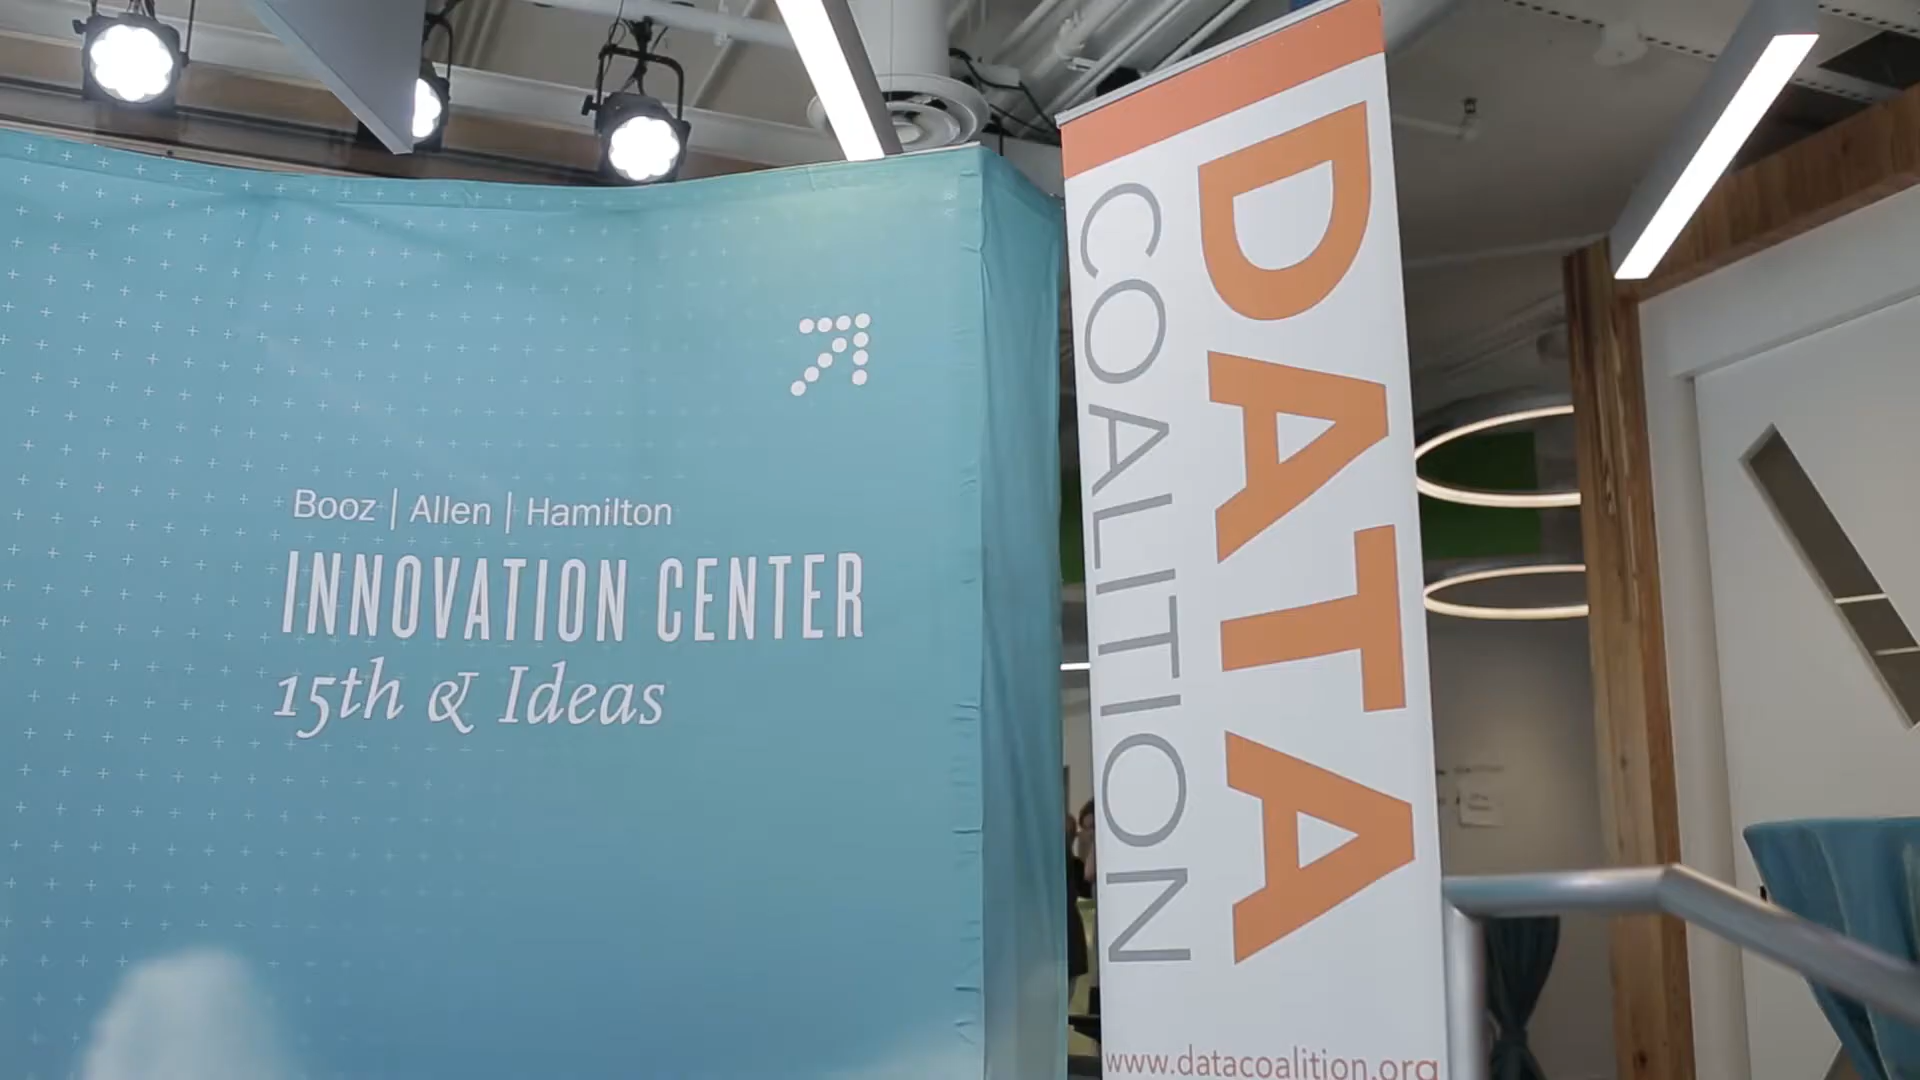 Booz | Allen | Hamilton
INNOVATION CENTER
15th & Ideas
DATA
COALITION
www.datacoalition.org